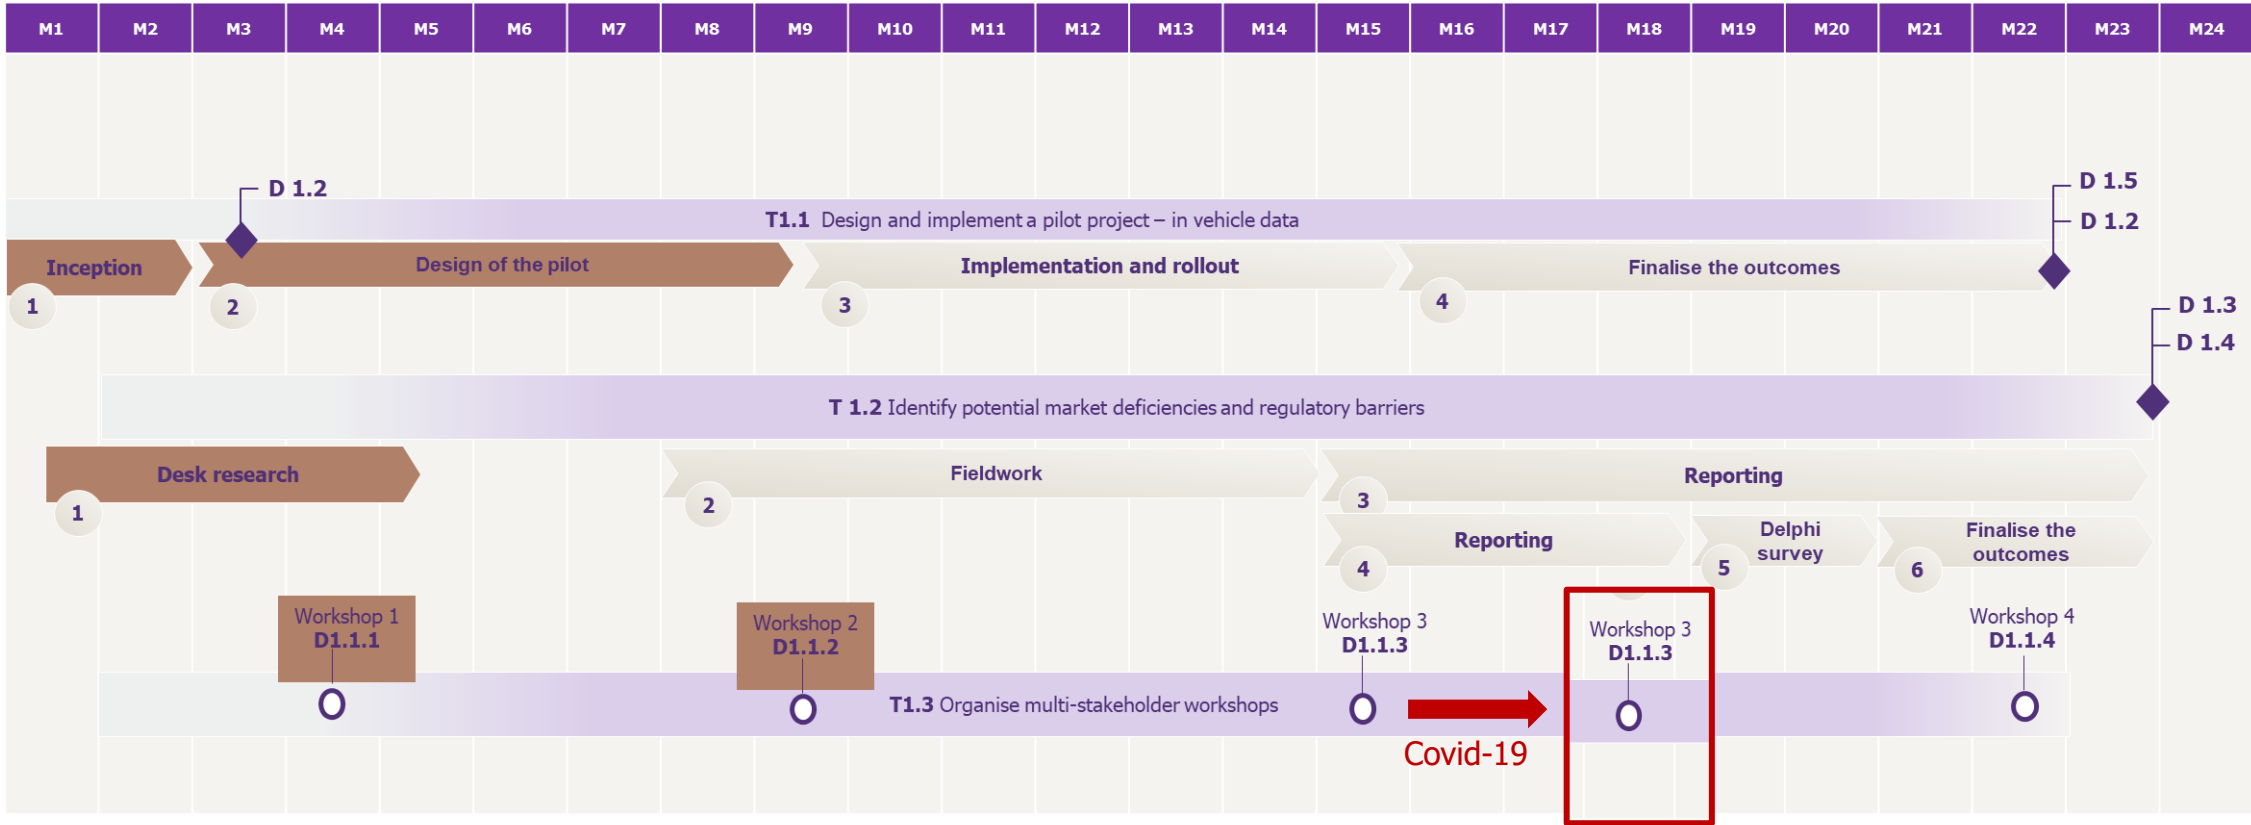 M1 M2 M3 M4 M5 M6 M7 M8 M9 M10 M11 M12 M13 M14 M15 M16 M17 M18 M19 M20 M21 M22 M23 M24
D 1.2
D 1.5
D 1.2
T1.1 Design and implement a pilot project – in vehicle data
Inception
Design of the pilot
Implementation and rollout
Finalise the outcomes
1
2
3
4
D 1.3
D 1.4
T 1.2 Identify potential market deficiencies and regulatory barriers
Desk research
Fieldwork
Reporting
1
2
3
Reporting
Delphi
survey
Finalise the
outcomes
4
5
6
Workshop 1
D1.1.1
Workshop 2
D1.1.2
Workshop 3
D1.1.3
Workshop 3
D1.1.3
Workshop 4
D1.1.4
T1.3 Organise multi-stakeholder workshops
Covid-19